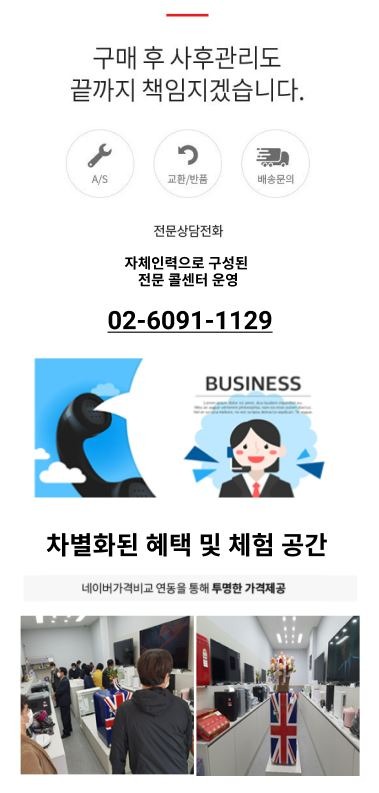 구매 후 사후관리도
끝까지 책임지겠습니다.
A/S
교환/반품
배송문의
전문상담전화
자체인력으로 구성된
전문 콜센터 운영
02-6091-1129
BUSINESS
차별화된 혜택 및 체험 공간
네이버가격비교 연동을 통해 투명한 가격제공